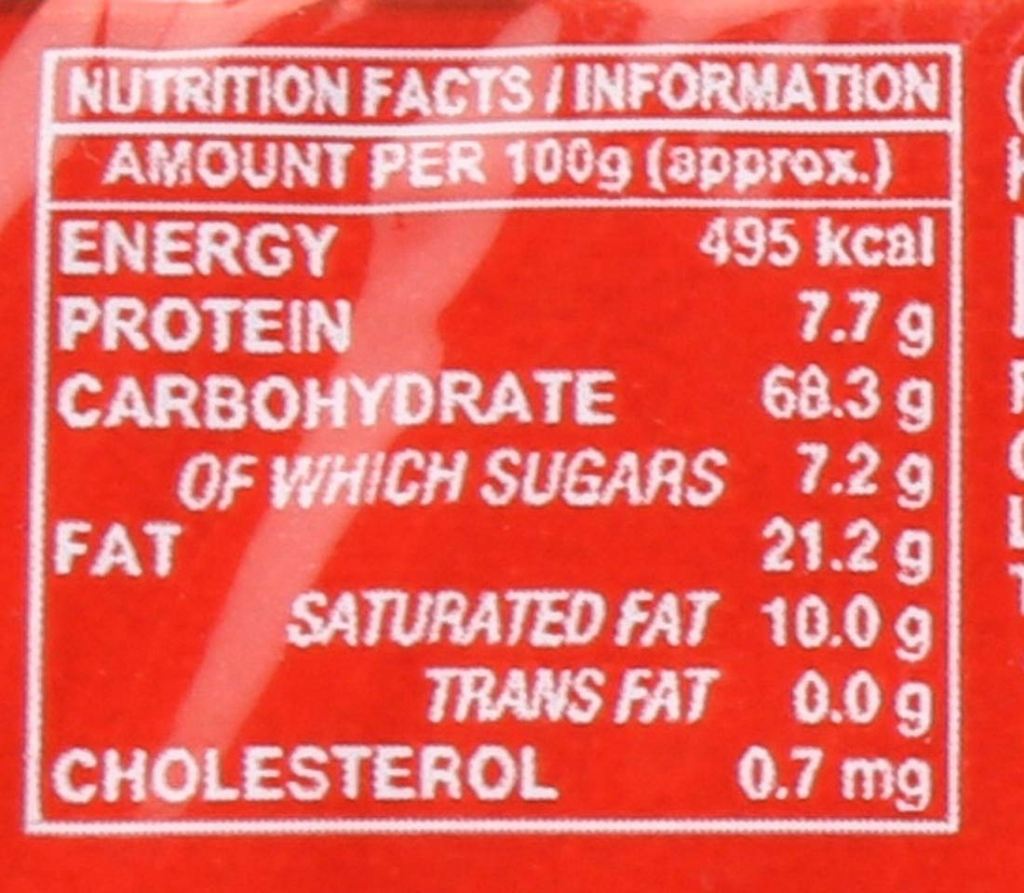 NUTRITION FACTS / INFORMATION
AMOUNT PER 100g (approx.)
ENERGY 495 kcal
PROTEIN 7.7 g
CARBOHYDRATE 68.3 g
OF WHICH SUGARS 7.2 g
FAT 21.2 g
SATURATED FAT 10.0 g
TRANS FAT 0.0 g
CHOLESTEROL 0.7 mg